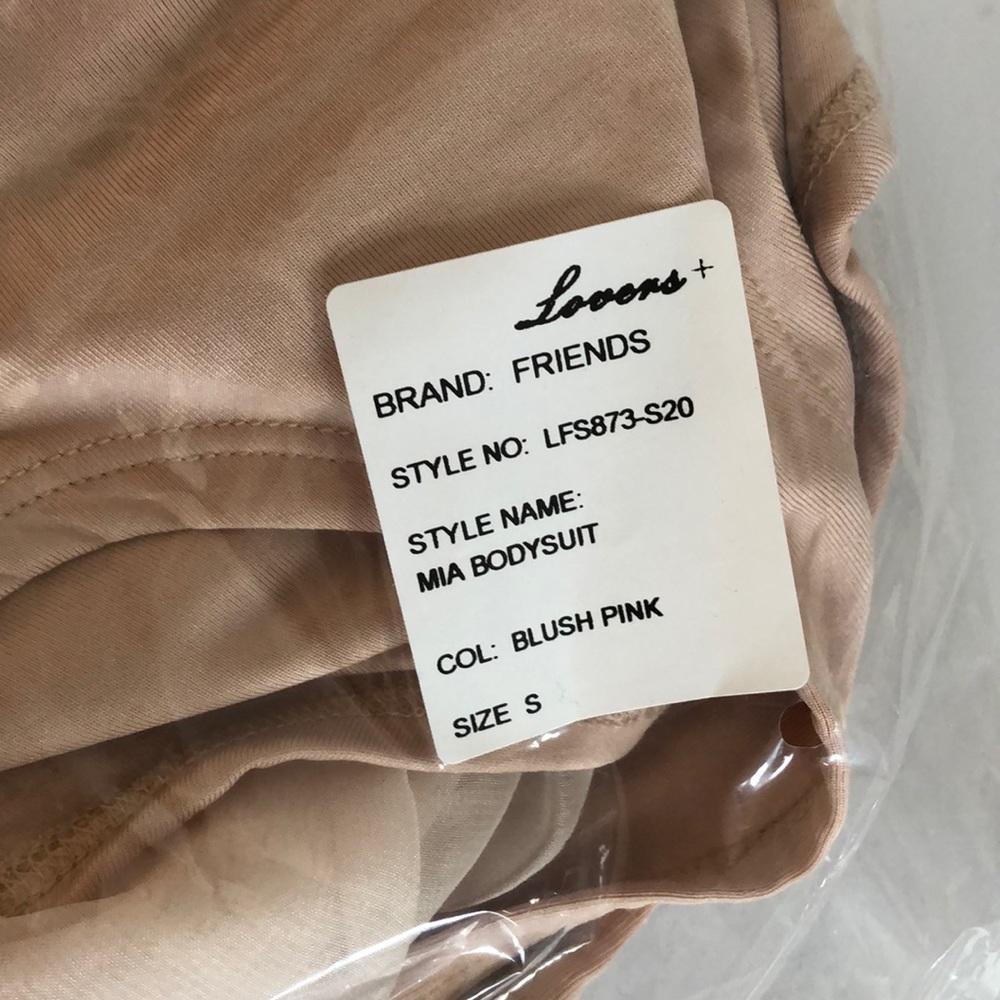 Lovers+
BRAND: FRIENDS
STYLE NO: LFS873-S20
STYLE NAME:
MIA BODYSUIT
COL: BLUSH PINK
SIZE S